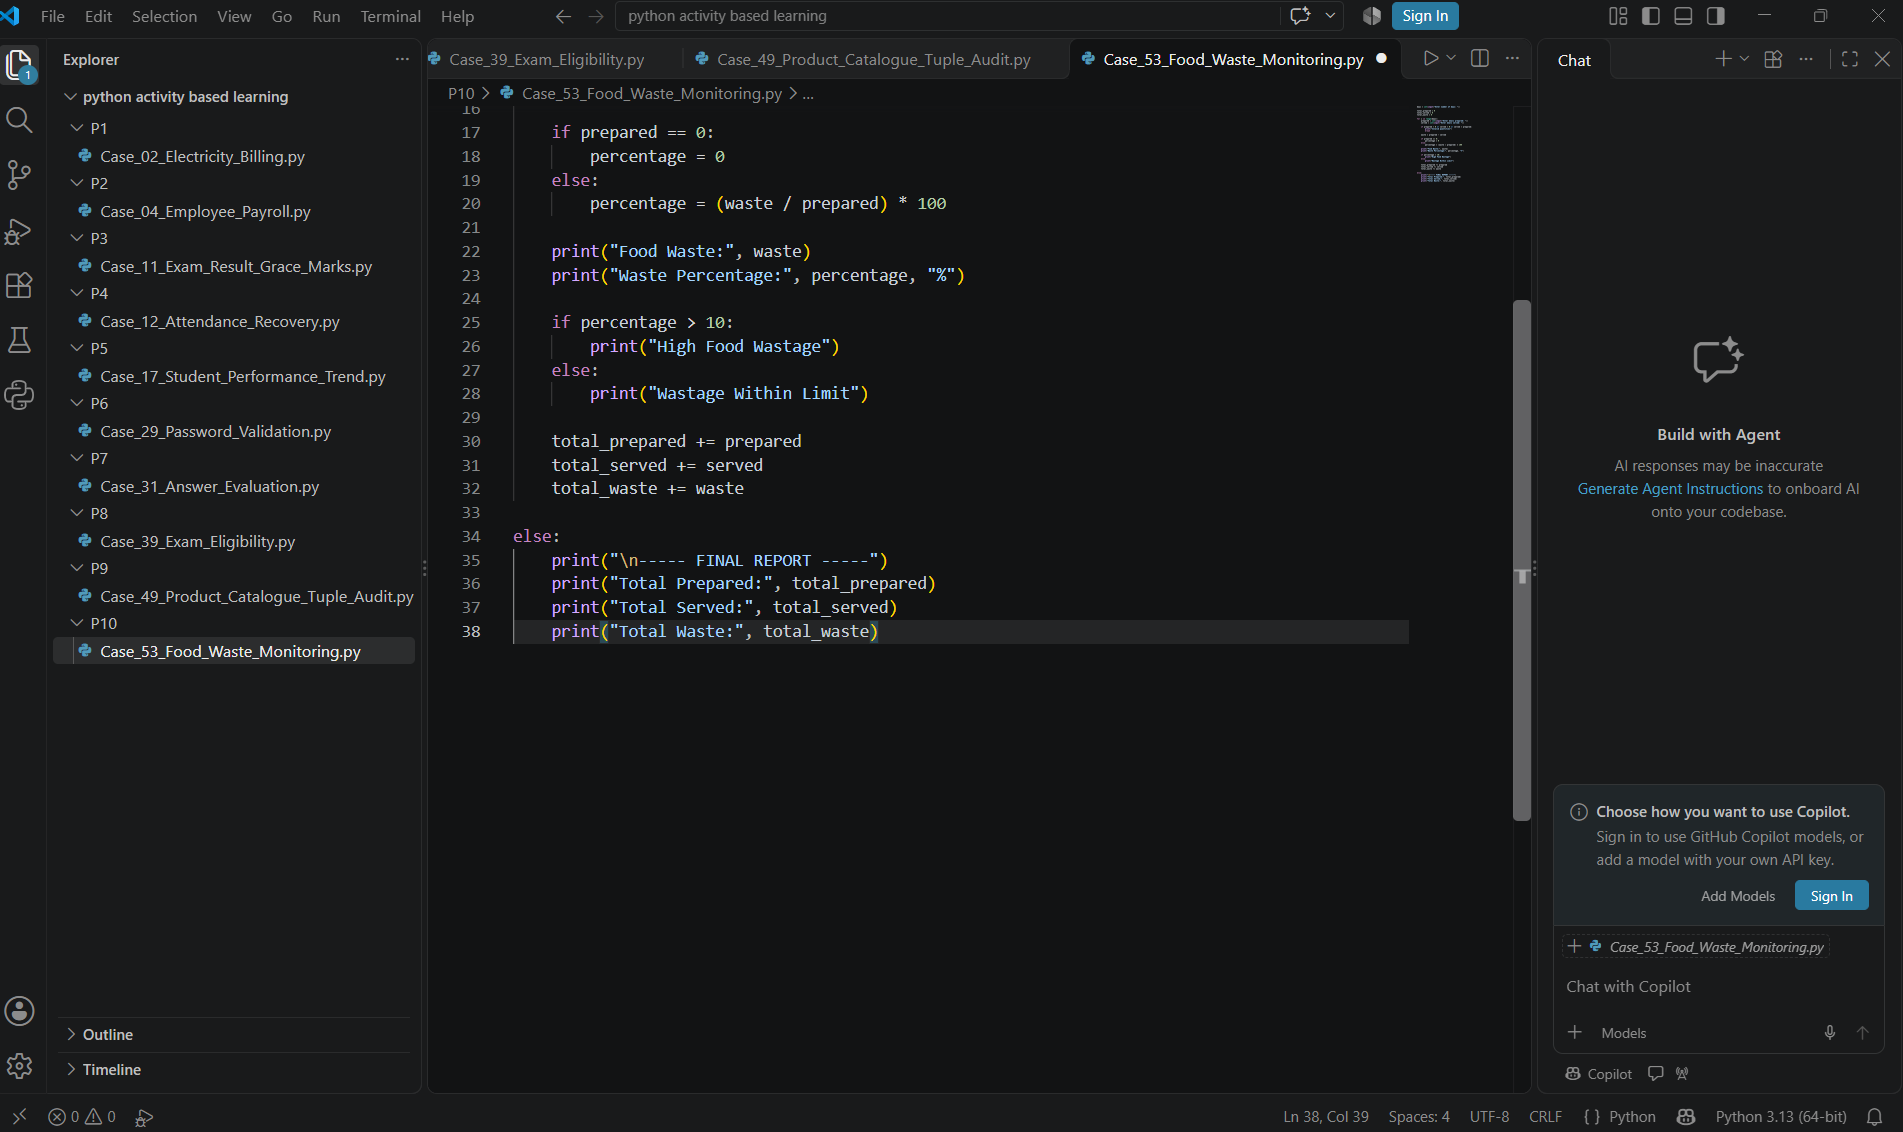 File Edit Selection View Go Run Terminal Help
python activity based learning
Sign In
Explorer
python activity based learning
P1
Case_02_Electricity_Billing.py
P2
Case_04_Employee_Payroll.py
P3
Case_11_Exam_Result_Grace_Marks.py
P4
Case_12_Attendance_Recovery.py
P5
Case_17_Student_Performance_Trend.py
P6
Case_29_Password_Validation.py
P7
Case_31_Answer_Evaluation.py
P8
Case_39_Exam_Eligibility.py
P9
Case_49_Product_Catalogue_Tuple_Audit.py
P10
Case_53_Food_Waste_Monitoring.py
Outline
Timeline
Case_39_Exam_Eligibility.py Case_49_Product_Catalogue_Tuple_Audit.py Case_53_Food_Waste_Monitoring.py
P10 > Case_53_Food_Waste_Monitoring.py > ...
16
17 if prepared == 0:
18 percentage = 0
19 else:
20 percentage = (waste / prepared) * 100
21
22 print("Food Waste:", waste)
23 print("Waste Percentage:", percentage, "%")
24
25 if percentage > 10:
26 print("High Food Wastage")
27 else:
28 print("Wastage Within Limit")
29
30 total_prepared += prepared
31 total_served += served
32 total_waste += waste
33
34 else:
35 print("\n----- FINAL REPORT -----")
36 print("Total Prepared:", total_prepared)
37 print("Total Served:", total_served)
38 print("Total Waste:", total_waste)
Chat
Build with Agent
AI responses may be inaccurate
Generate Agent Instructions to onboard AI
onto your codebase.
Choose how you want to use Copilot.
Sign in to use GitHub Copilot models, or
add a model with your own API key.
Add Models Sign In
Case_53_Food_Waste_Monitoring.py
Chat with Copilot
Models
Copilot
1
0 0
Ln 38, Col 39 Spaces: 4 UTF-8 CRLF { } Python Python 3.13 (64-bit)